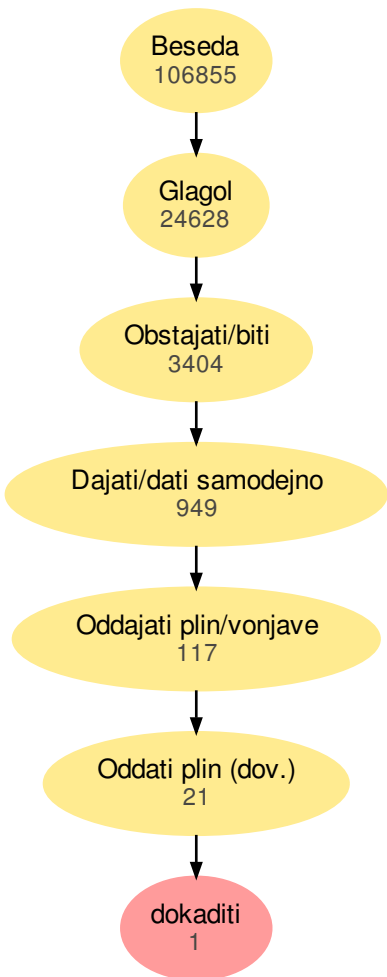 Beseda
106855
Glagol
24628
Obstajati/biti
3404
Dajati/dati samodejno
949
Oddajati plin/vonjave
117
Oddati plin (dov.)
21
dokaditi
1